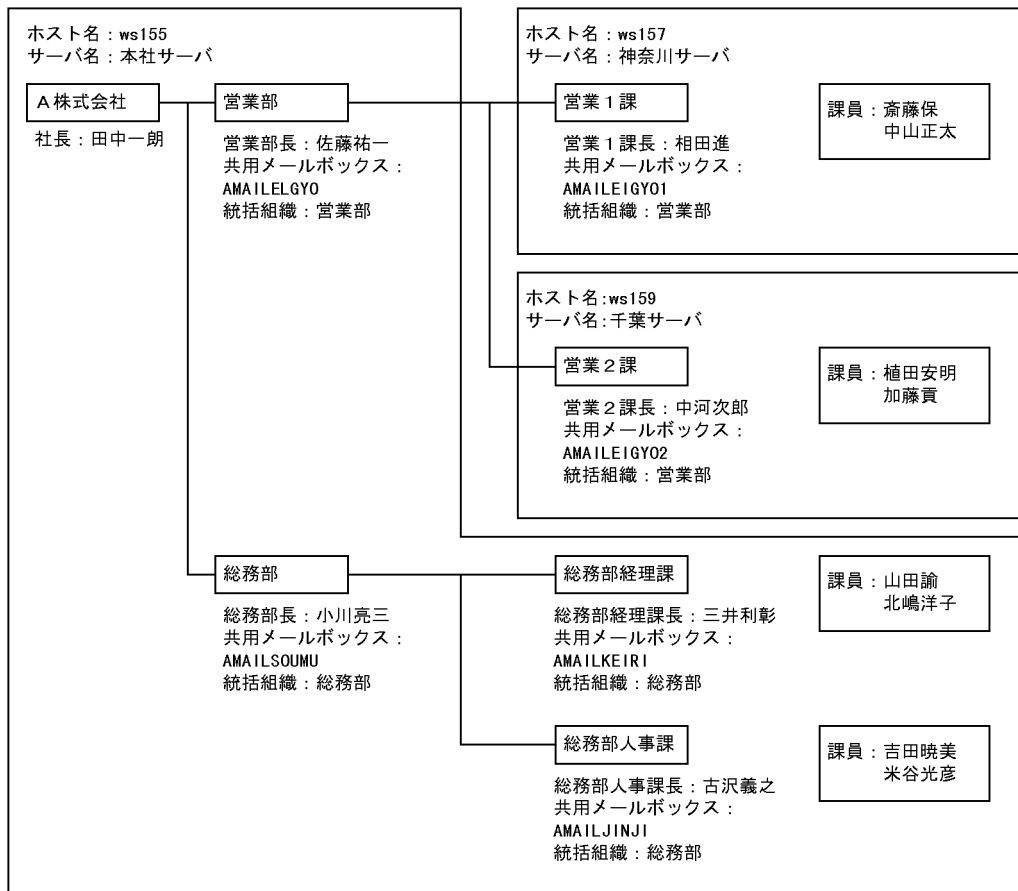 ホスト名：ws155
サーバ名：本社サーバ
Ａ株式会社
社長：田中一朗
営業部
営業部長：佐藤祐一
共用メールボックス：
AMAILELGYO
統括組織：営業部
ホスト名：ws157
サーバ名：神奈川サーバ
営業１課
営業１課長：相田進
共用メールボックス：
AMAILEIGYO1
統括組織：営業部
課員：斎藤保
中山正太
ホスト名:ws159
サーバ名:千葉サーバ
営業２課
営業２課長：中河次郎
共用メールボックス：
AMAILEIGYO2
統括組織：営業部
課員：植田安明
加藤貢
総務部
総務部長：小川亮三
共用メールボックス：
AMAILSOUMU
統括組織：総務部
総務部経理課
総務部経理課長：三井利彰
共用メールボックス：
AMAILKEIRI
統括組織：総務部
課員：山田諭
北嶋洋子
総務部人事課
総務部人事課長：古沢義之
共用メールボックス：
AMAILJINJI
統括組織：総務部
課員：吉田暁美
米谷光彦